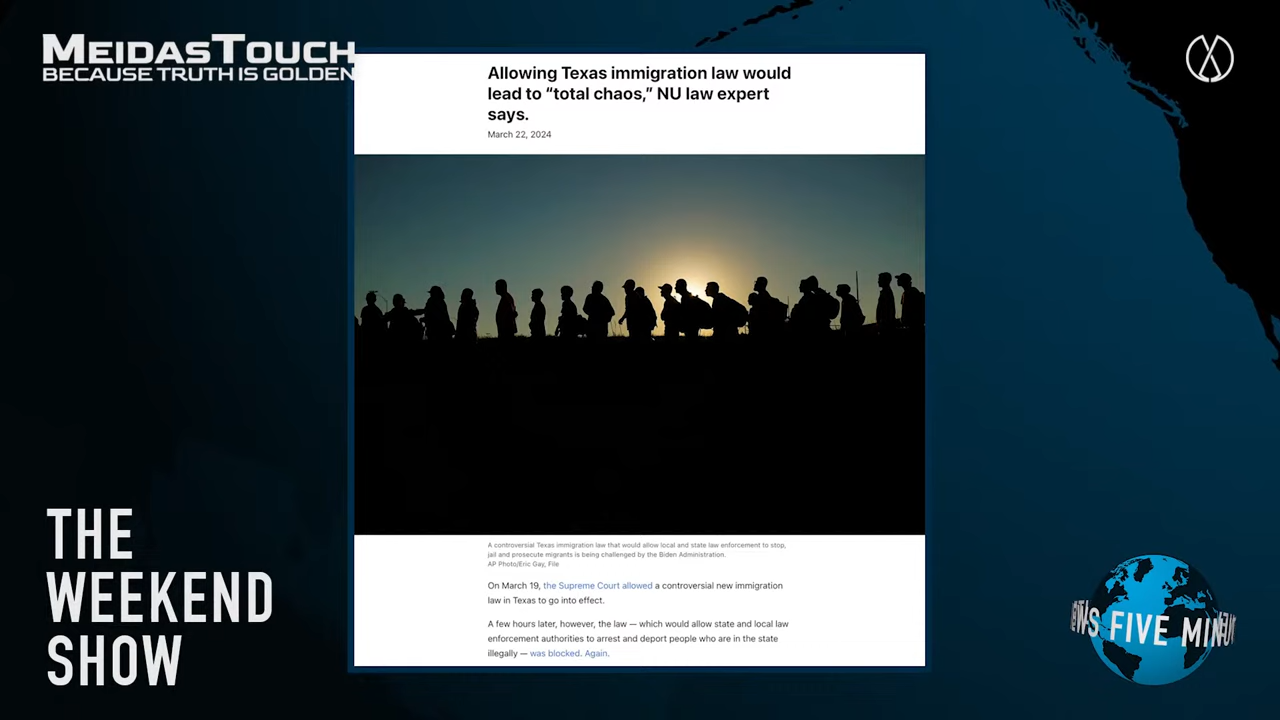 MEIDASTOUCH
BECAUSE TRUTH IS GOLDEN
Allowing Texas immigration law would
lead to “total chaos,” NU law expert
says.
March 22, 2024
A controversial Texas immigration law that would allow local and state law enforcement to stop,
jail and prosecute migrants is being challenged by the Biden Administration.
AP Photo/Eric Gay, File
On March 19, the Supreme Court allowed a controversial new immigration
law in Texas to go into effect.
A few hours later, however, the law — which would allow state and local law
enforcement authorities to arrest and deport people who are in the state
illegally — was blocked. Again.
THE
WEEKEND
SHOW
FIVE